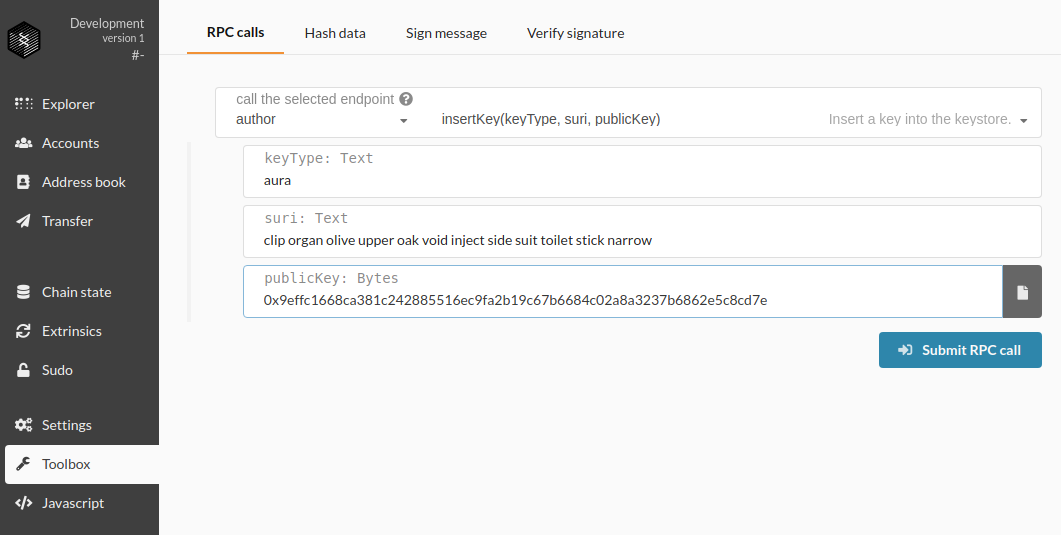 Development
version 1
#-
Explorer
Accounts
Address book
Transfer
Chain state
Extrinsics
Sudo
Settings
Toolbox
Javascript
RPC calls
Hash data
Sign message
Verify signature
call the selected endpoint
author
insertKey(keyType, suri, publicKey)
Insert a key into the keystore.
keyType: Text
aura
suri: Text
clip organ olive upper oak void inject side suit toilet stick narrow
publicKey: Bytes
0x9effc1668ca381c242885516ec9fa2b19c67b6684c02a8a3237b6862e5c8cd7e
Submit RPC call